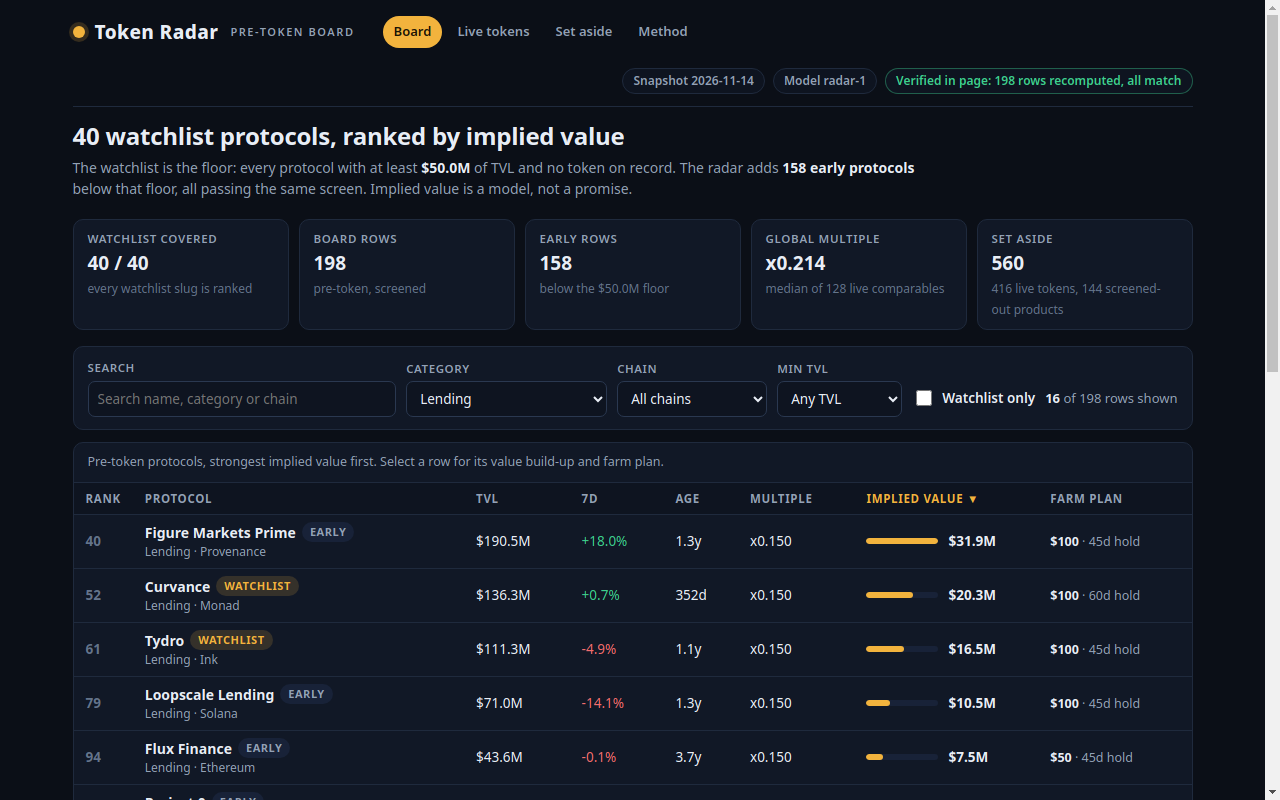 Token Radar PRE-TOKEN BOARD Board Live tokens Set aside Method
Snapshot 2026-11-14 Model radar-1 Verified in page: 198 rows recomputed, all match
40 watchlist protocols, ranked by implied value
The watchlist is the floor: every protocol with at least $50.0M of TVL and no token on record. The radar adds 158 early protocols
below that floor, all passing the same screen. Implied value is a model, not a promise.
WATCHLIST COVERED
40 / 40
every watchlist slug is ranked
BOARD ROWS
198
pre-token, screened
EARLY ROWS
158
below the $50.0M floor
GLOBAL MULTIPLE
x0.214
median of 128 live comparables
SET ASIDE
560
416 live tokens, 144 screened-
out products
SEARCH CATEGORY CHAIN MIN TVL
Search name, category or chain Lending All chains Any TVL Watchlist only 16 of 198 rows shown
Pre-token protocols, strongest implied value first. Select a row for its value build-up and farm plan.
RANK PROTOCOL TVL 7D AGE MULTIPLE IMPLIED VALUE ▼ FARM PLAN
40 Figure Markets Prime EARLY $190.5M +18.0% 1.3y x0.150 $31.9M $100 · 45d hold
Lending · Provenance
52 Curvance WATCHLIST $136.3M +0.7% 352d x0.150 $20.3M $100 · 60d hold
Lending · Monad
61 Tydro WATCHLIST $111.3M -4.9% 1.1y x0.150 $16.5M $100 · 45d hold
Lending · Ink
79 Loopscale Lending EARLY $71.0M -14.1% 1.3y x0.150 $10.5M $100 · 45d hold
Lending · Solana
94 Flux Finance EARLY $43.6M -0.1% 3.7y x0.150 $7.5M $50 · 45d hold
Lending · Ethereum